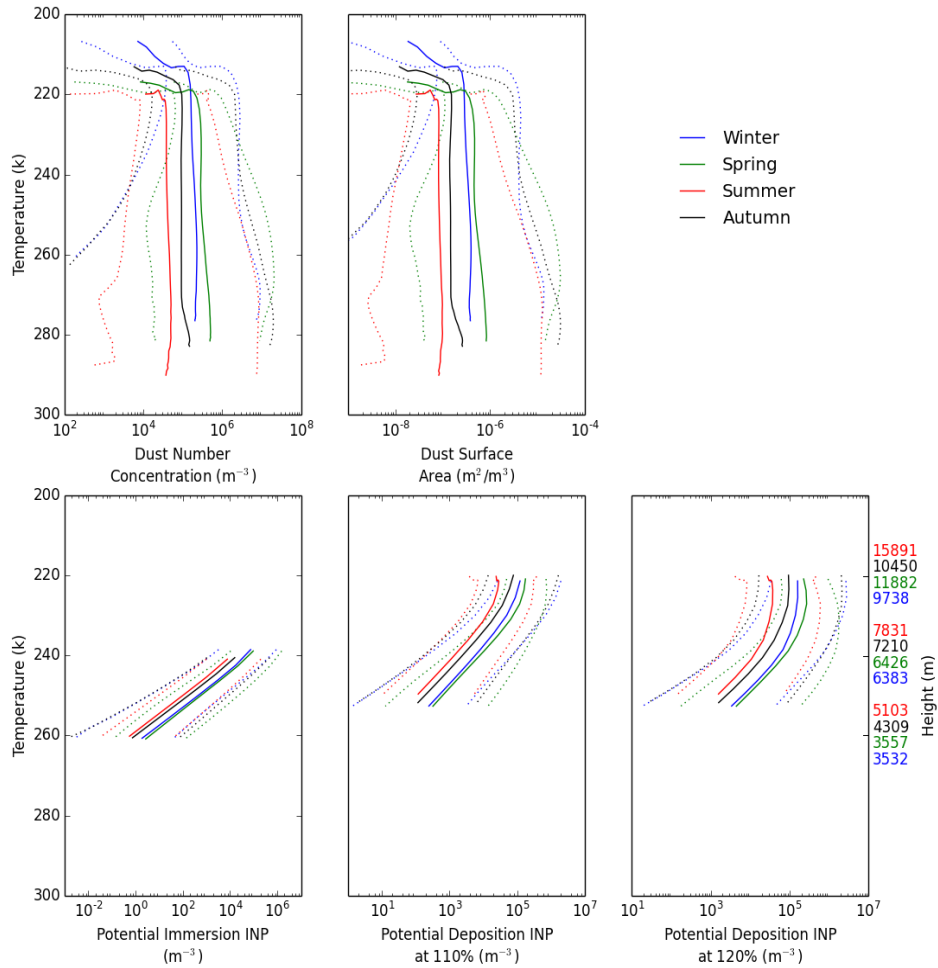 200
220
240
260
280
300
Temperature (k)
10^2
10^4
10^6
10^8
Dust Number
Concentration (m^-3)
10^-8
10^-6
10^-4
Dust Surface
Area (m^2/m^3)
Winter
Spring
Summer
Autumn
200
220
240
260
280
300
Temperature (k)
10^-2
10^0
10^2
10^4
10^6
Potential Immersion INP
(m^-3)
10^1
10^3
10^5
10^7
Potential Deposition INP
at 110% (m^-3)
10^1
10^3
10^5
10^7
Potential Deposition INP
at 120% (m^-3)
15891
10450
11882
9738
7831
7210
6426
6383
5103
4309
3557
3532
Height (m)